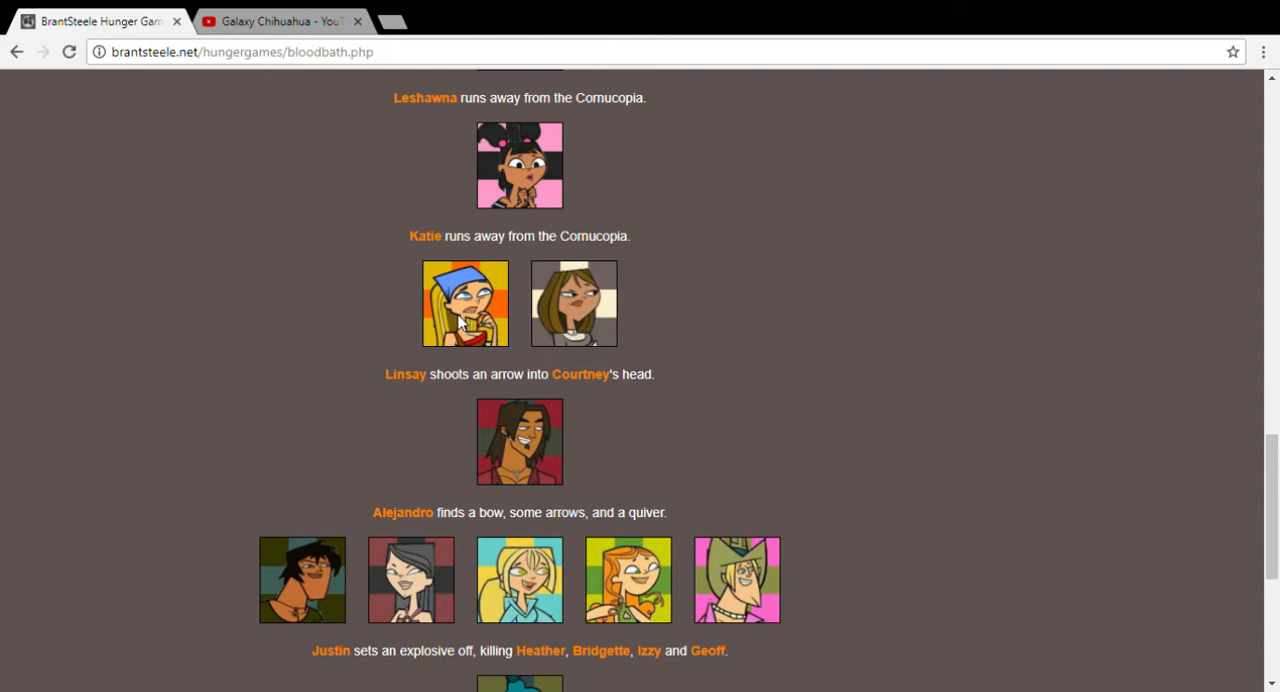 BrantSteele Hunger Gam
Galaxy Chihuahua - YouT
brantsteele.net/hungergames/bloodbath.php
Leshawna runs away from the Cornucopia.
Katie runs away from the Cornucopia.
Linsay shoots an arrow into Courtney's head.
Alejandro finds a bow, some arrows, and a quiver.
Justin sets an explosive off, killing Heather, Bridgette, Izzy and Geoff.